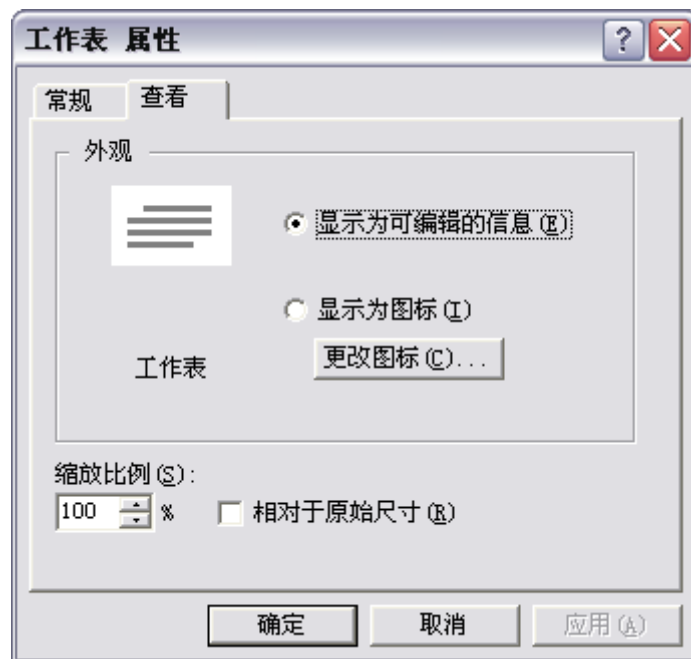 工作表 属性
常规 查看
外观
显示为可编辑的信息(E)
显示为图标(I)
工作表 更改图标(C)...
缩放比例(S):
100 % 相对于原始尺寸(R)
确定 取消 应用(A)